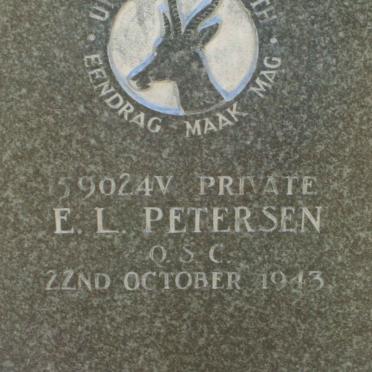 EENDRAG MAAK MAG
159024V PRIVATE
E. L. PETERSEN
Q. S. C.
22ND OCTOBER 1943